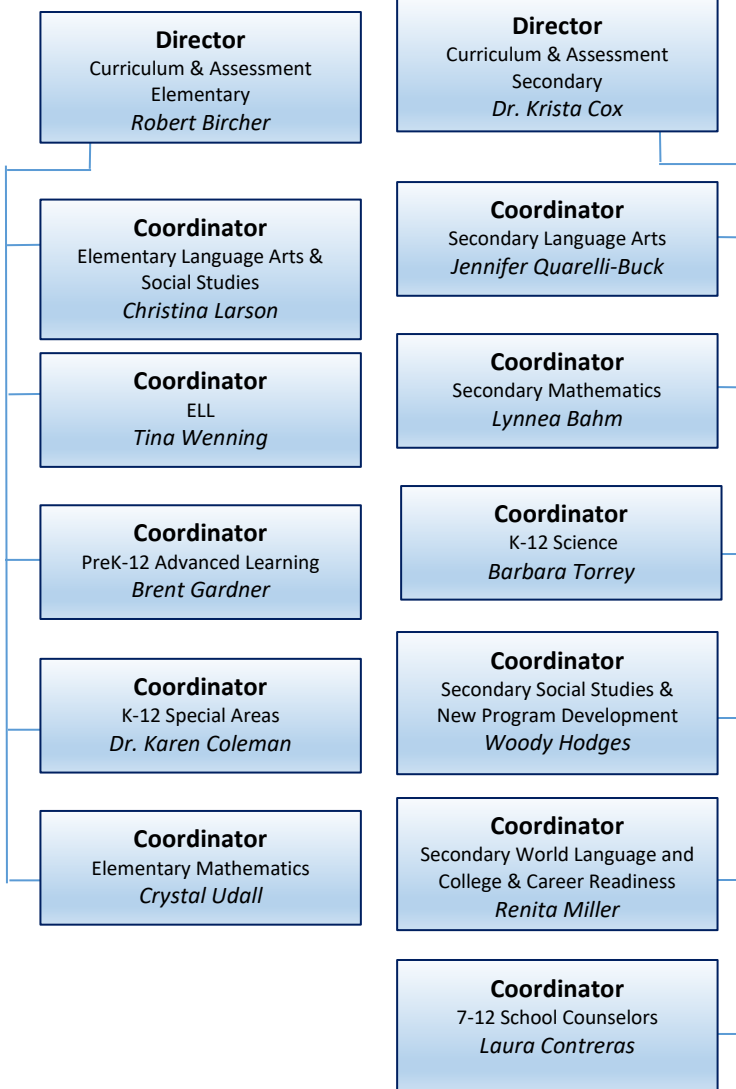 Director
Curriculum & Assessment
Elementary
Robert Bircher
Coordinator
Elementary Language Arts &
Social Studies
Christina Larson
Coordinator
ELL
Tina Wenning
Coordinator
PreK-12 Advanced Learning
Brent Gardner
Coordinator
K-12 Special Areas
Dr. Karen Coleman
Coordinator
Elementary Mathematics
Crystal Udall
Director
Curriculum & Assessment
Secondary
Dr. Krista Cox
Coordinator
Secondary Language Arts
Jennifer Quarelli-Buck
Coordinator
Secondary Mathematics
Lynnea Bahm
Coordinator
K-12 Science
Barbara Torrey
Coordinator
Secondary Social Studies &
New Program Development
Woody Hodges
Coordinator
Secondary World Language and
College & Career Readiness
Renita Miller
Coordinator
7-12 School Counselors
Laura Contreras